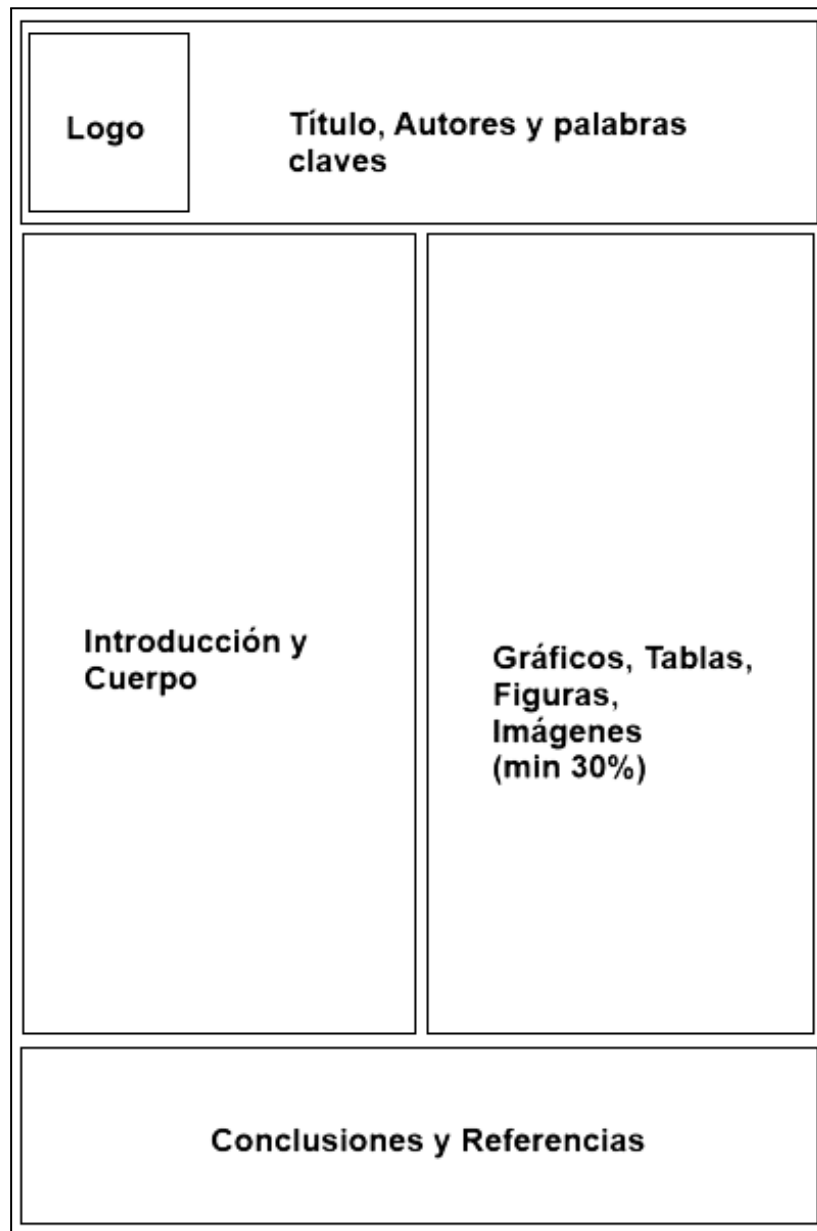 Logo
Título, Autores y palabras
claves
Introducción y
Cuerpo
Gráficos, Tablas,
Figuras,
Imágenes
(min 30%)
Conclusiones y Referencias